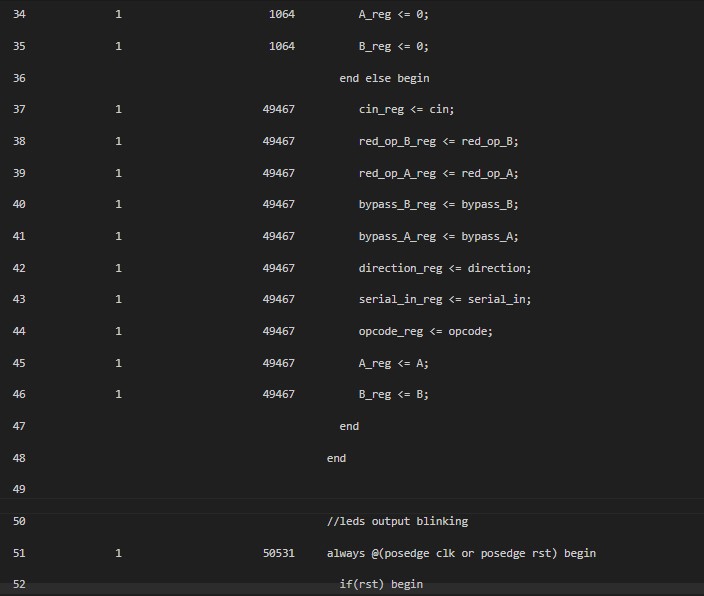 34 1 1064 A_reg <= 0;
35 1 1064 B_reg <= 0;
36 end else begin
37 1 49467 cin_reg <= cin;
38 1 49467 red_op_B_reg <= red_op_B;
39 1 49467 red_op_A_reg <= red_op_A;
40 1 49467 bypass_B_reg <= bypass_B;
41 1 49467 bypass_A_reg <= bypass_A;
42 1 49467 direction_reg <= direction;
43 1 49467 serial_in_reg <= serial_in;
44 1 49467 opcode_reg <= opcode;
45 1 49467 A_reg <= A;
46 1 49467 B_reg <= B;
47 end
48 end
49
50 //leds output blinking
51 1 50531 always @(posedge clk or posedge rst) begin
52 if(rst) begin